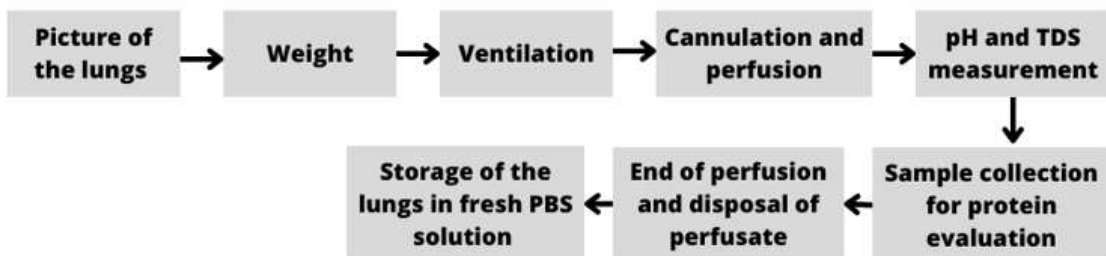 Picture of
the lungs
Weight
Ventilation
Cannulation and
perfusion
pH and TDS
measurement
Sample collection
for protein
evaluation
End of perfusion
and disposal of
perfusate
Storage of the
lungs in fresh PBS
solution